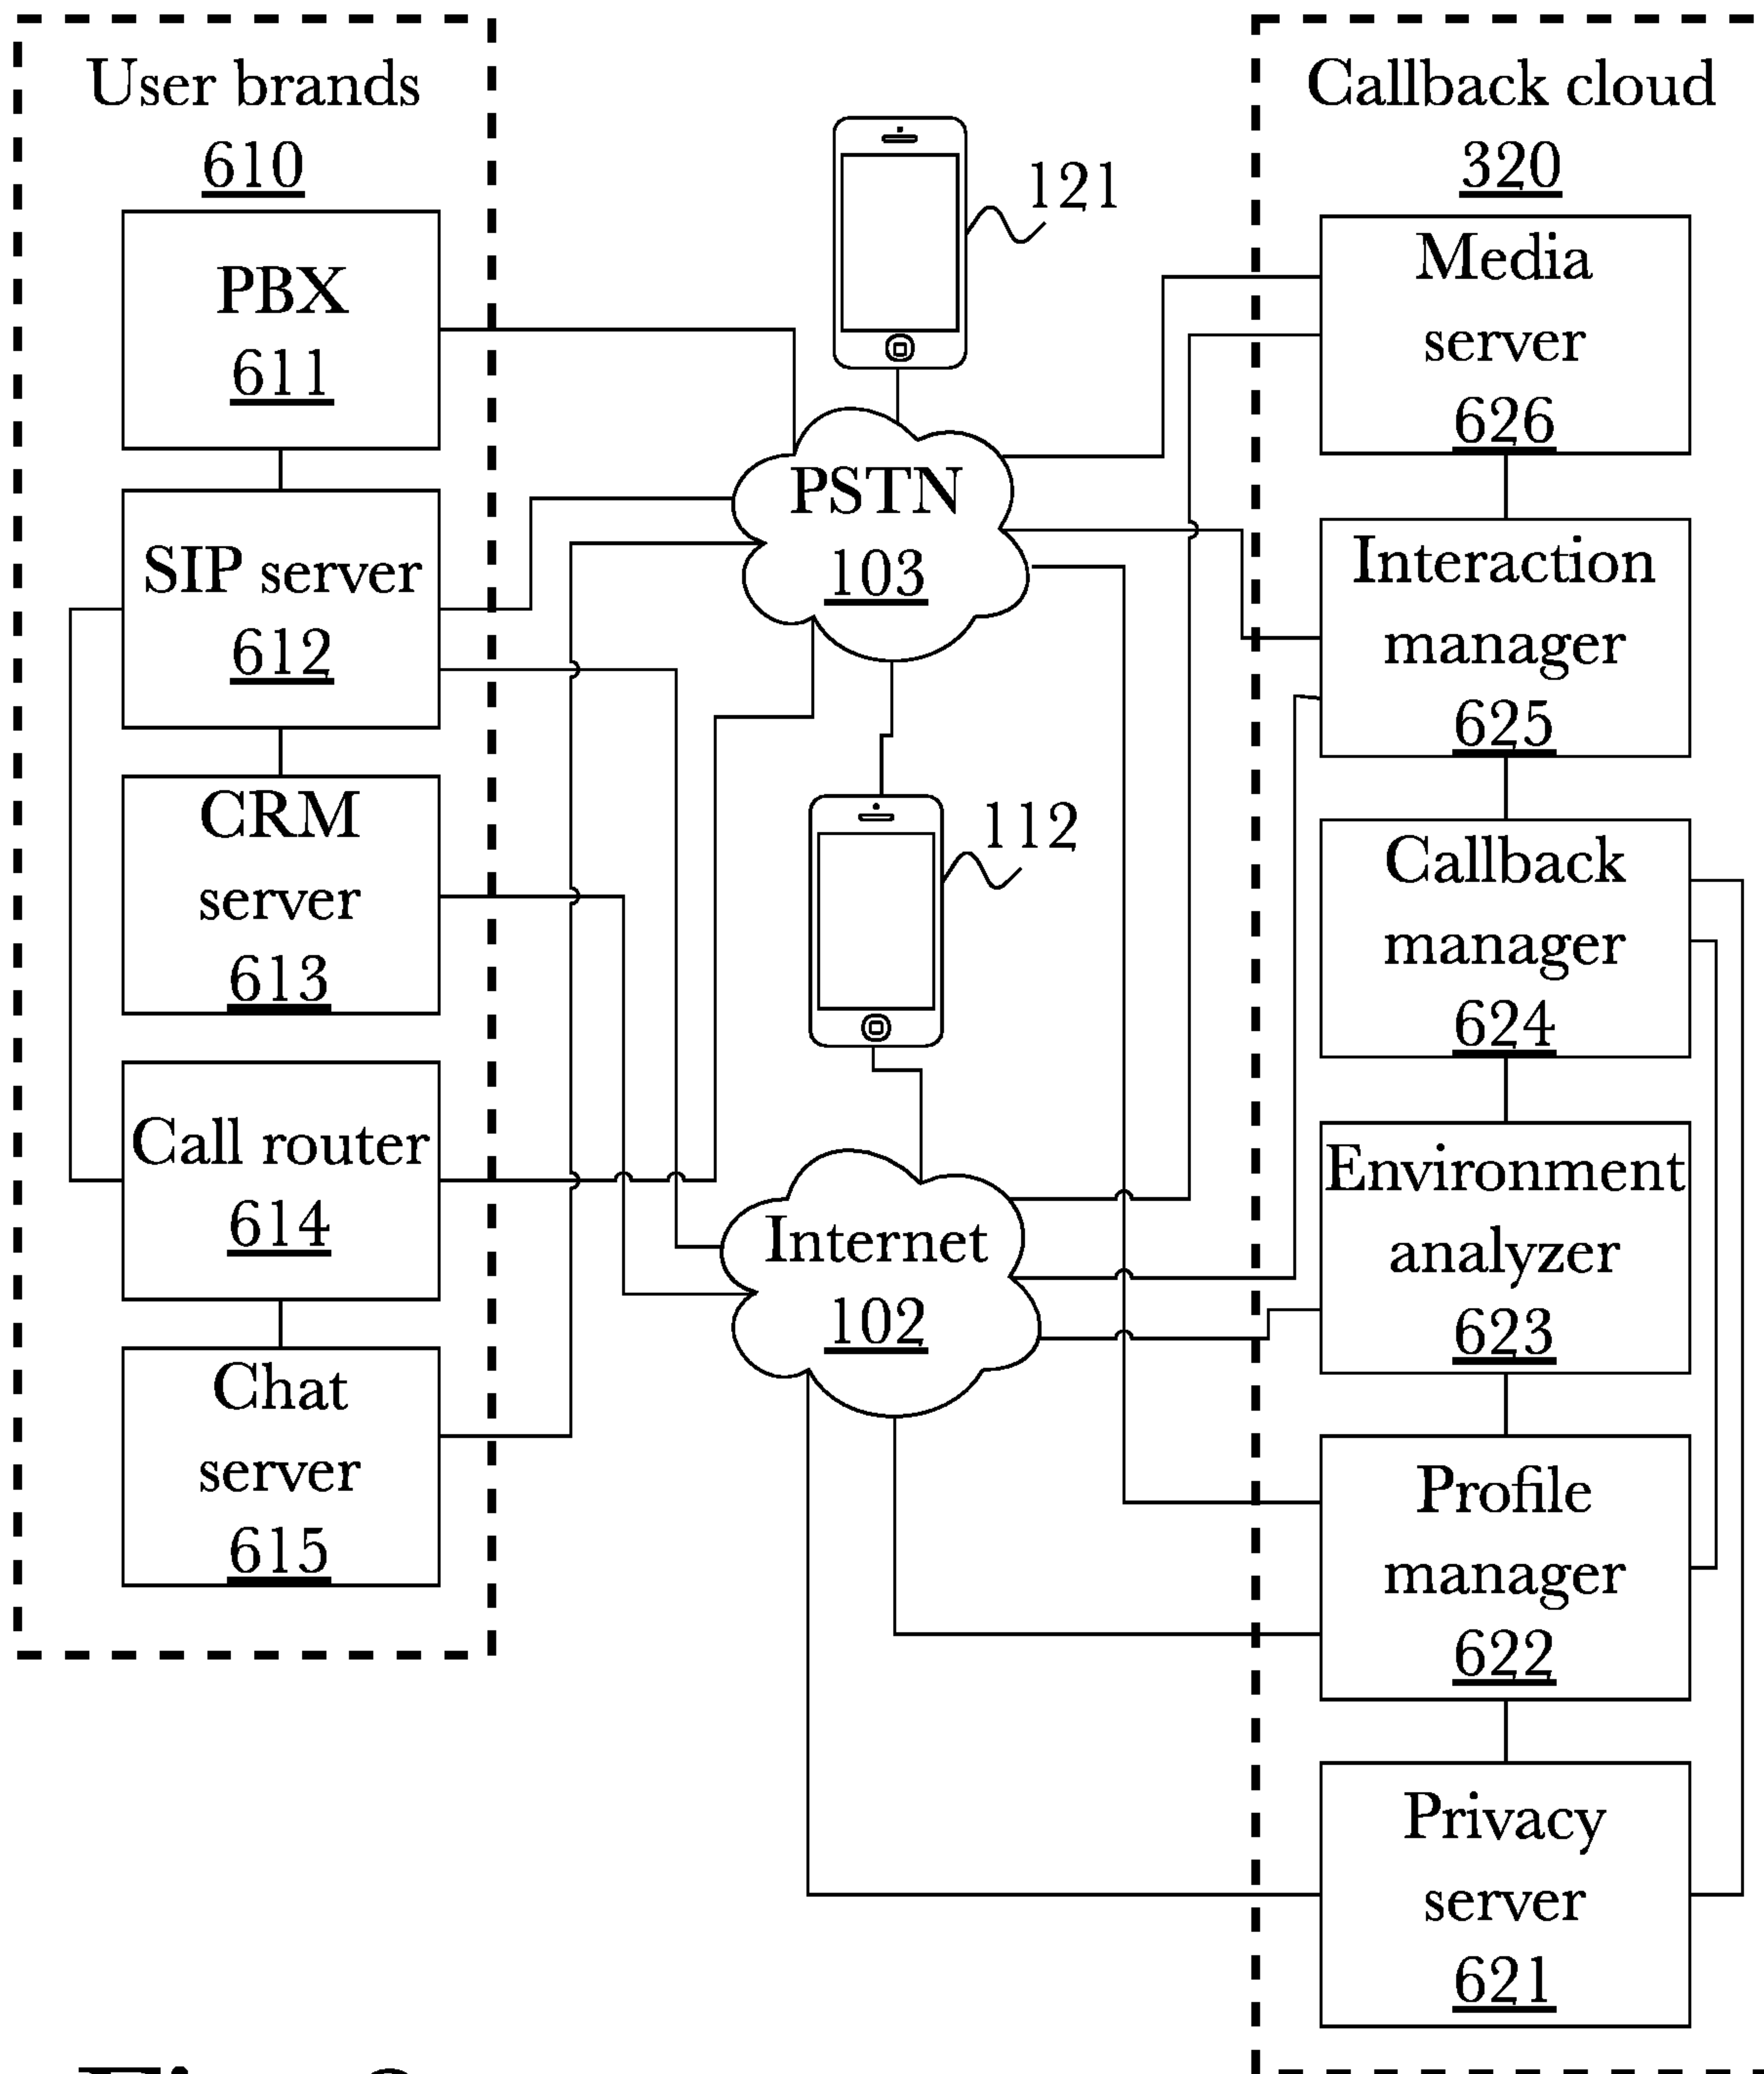 User brands
610
PBX
611
SIP server
612
CRM
server
613
Call router
614
Chat
server
615
121
PSTN
103
112
Internet
102
Callback cloud
320
Media
server
626
Interaction
manager
625
Callback
manager
624
Environment
analyzer
623
Profile
manager
622
Privacy
server
621